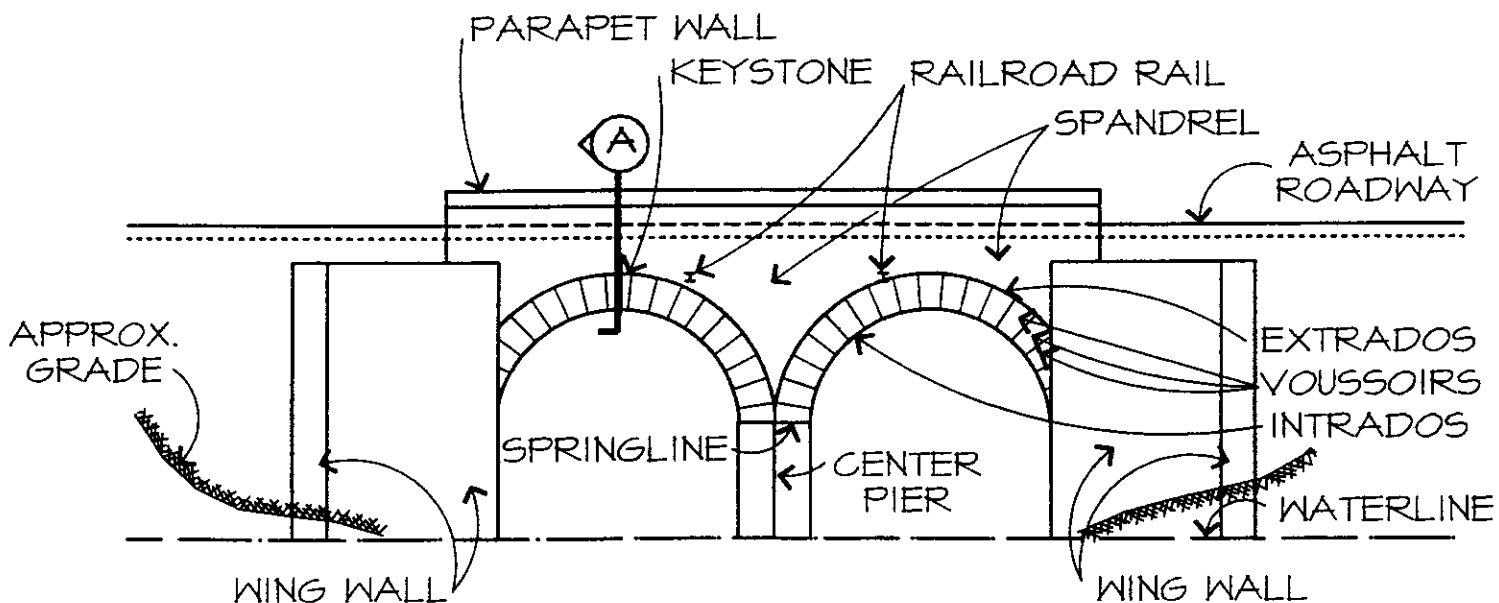 PARAPET WALL
KEYSTONE
RAILROAD RAIL
SPANDREL
A
ASPHALT
ROADWAY
APPROX.
GRADE
EXTRADOS
VOUSSOIRS
INTRADOS
SPRINGLINE
CENTER
PIER
WATERLINE
WING WALL
WING WALL